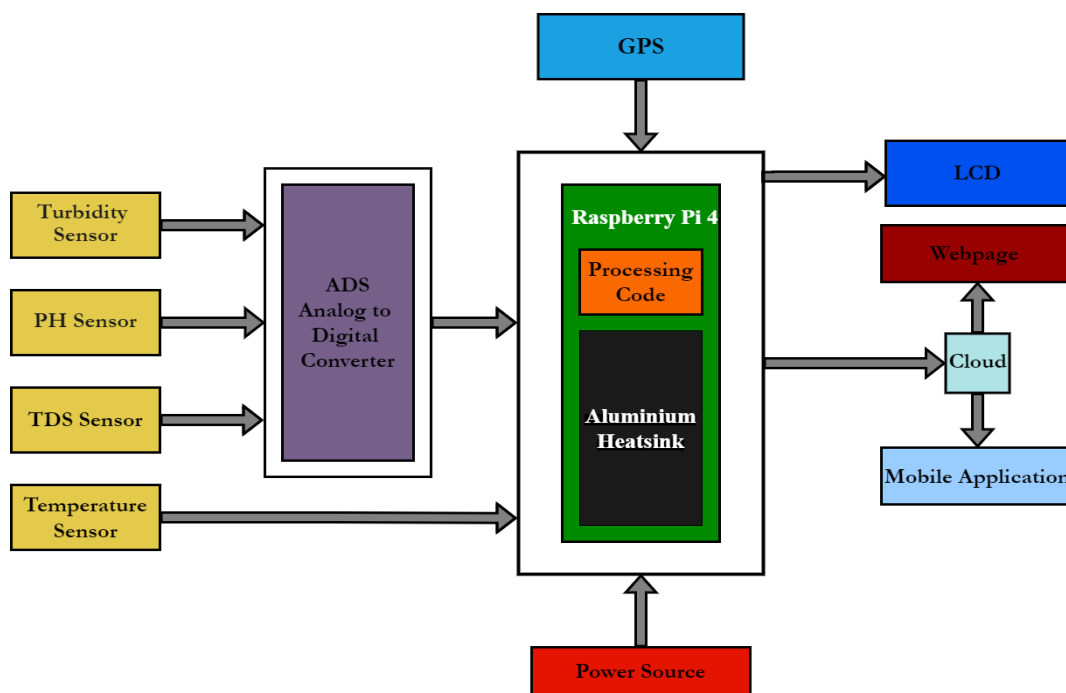 GPS
LCD
Turbidity
Sensor
Raspberry Pi 4
Webpage
Processing
Code
ADS
Analog to
Digital
Converter
PH Sensor
Cloud
TDS Sensor
Aluminium
Heatsink
Mobile Application
Temperature
Sensor
Power Source